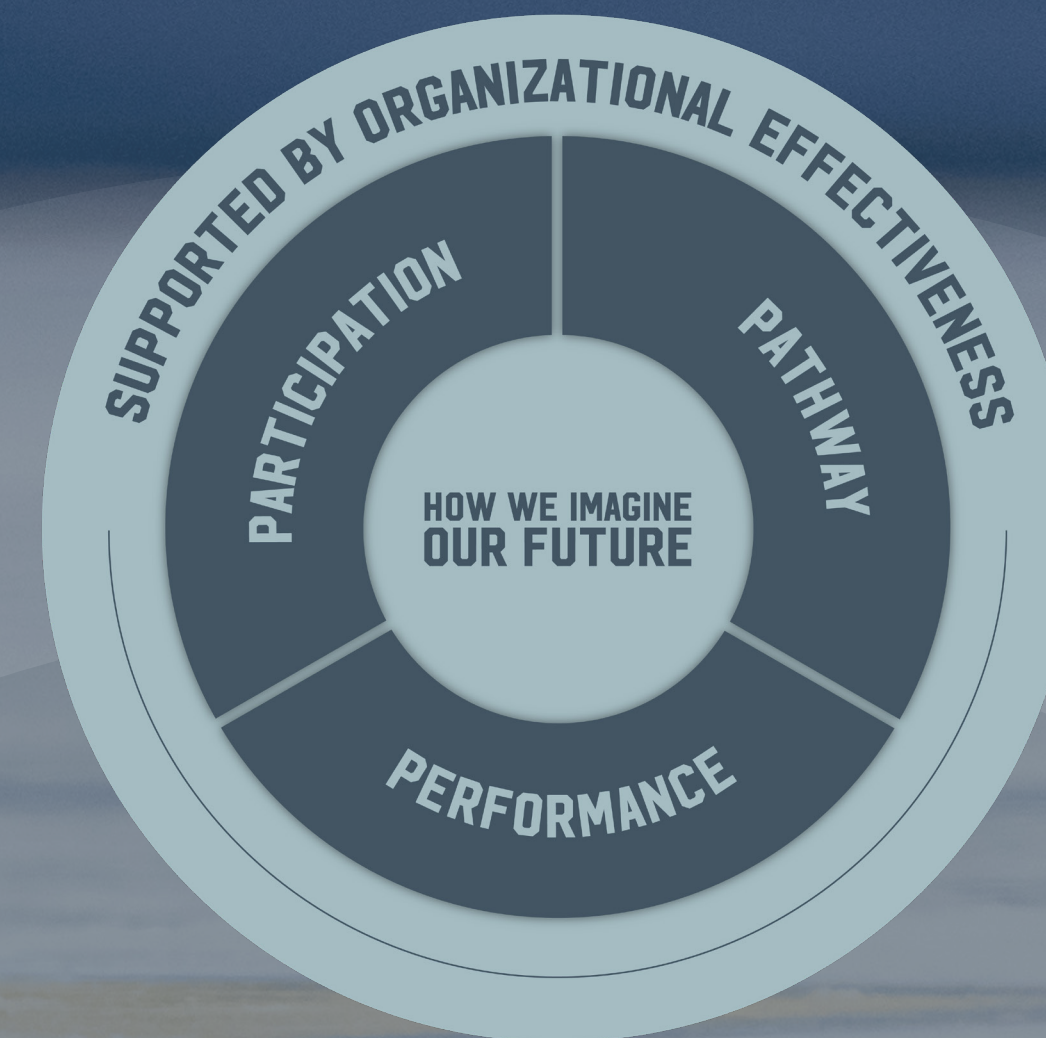 SUPPORTED BY ORGANIZATIONAL EFFECTIVENESS
PARTICIPATION
PATHWAY
HOW WE IMAGINE
OUR FUTURE
PERFORMANCE